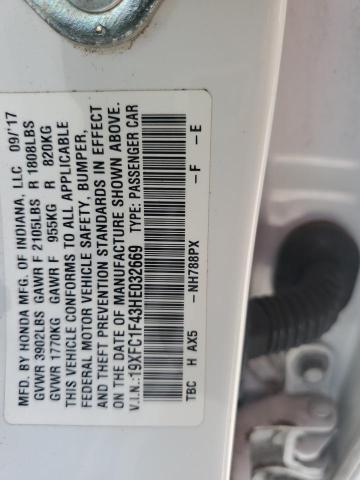 MFD. BY HONDA MFG. OF INDIANA, LLC 09/'17
GVWR 3902LBS GAWR F 2105LBS R 1808LBS
GVWR 1770KG GAWR F 955KG R 820KG
THIS VEHICLE CONFORMS TO ALL APPLICABLE
FEDERAL MOTOR VEHICLE SAFETY, BUMPER,
AND THEFT PREVENTION STANDARDS IN EFFECT
ON THE DATE OF MANUFACTURE SHOWN ABOVE.
V.I.N.:19XFC1F43HE032669 TYPE: PASSENGER CAR
TBC H AX5 -NH788PX -F -E